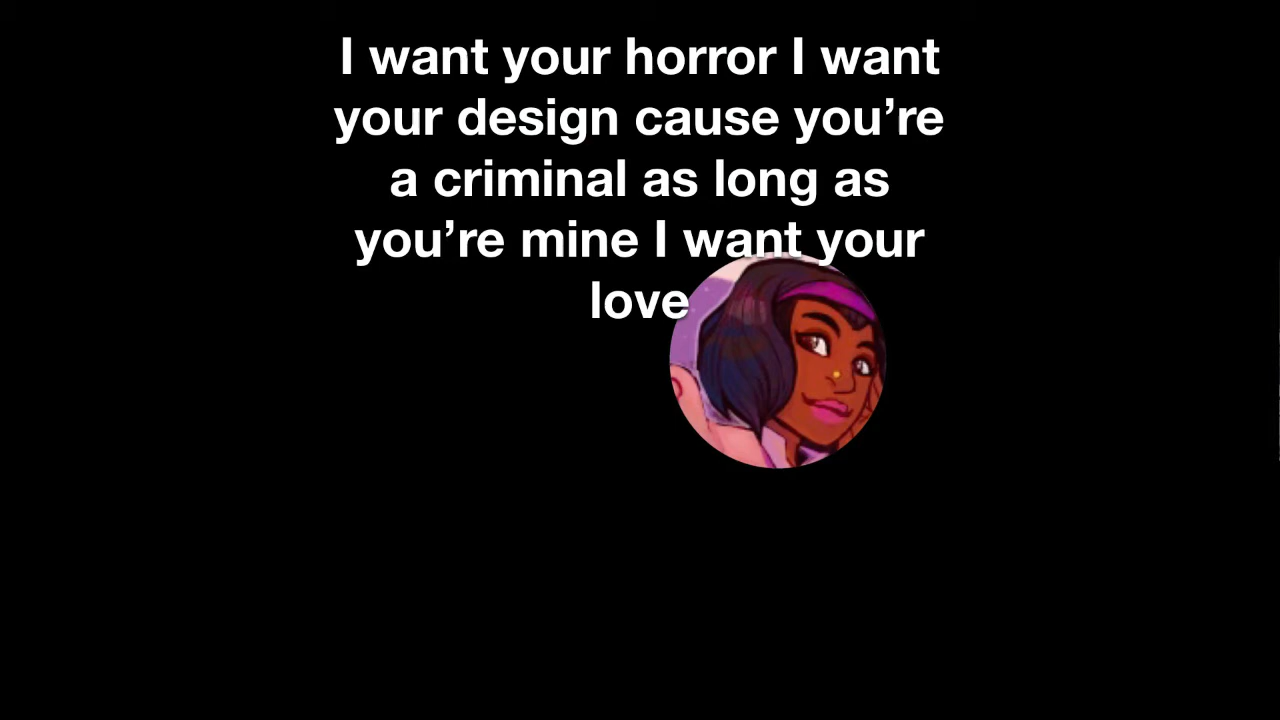 I want your horror I want
your design cause you’re
a criminal as long as
you’re mine I want your
love